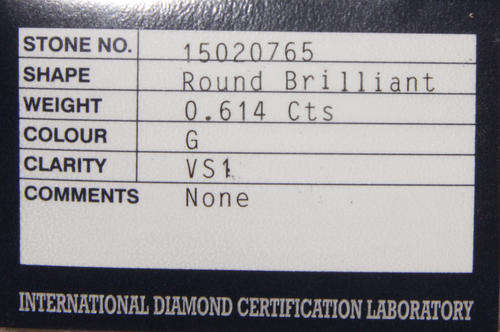 STONE NO. 15020765
SHAPE Round Brilliant
WEIGHT 0.614 Cts
COLOUR G
CLARITY VS1
COMMENTS None
INTERNATIONAL DIAMOND CERTIFICATION LABORATORY